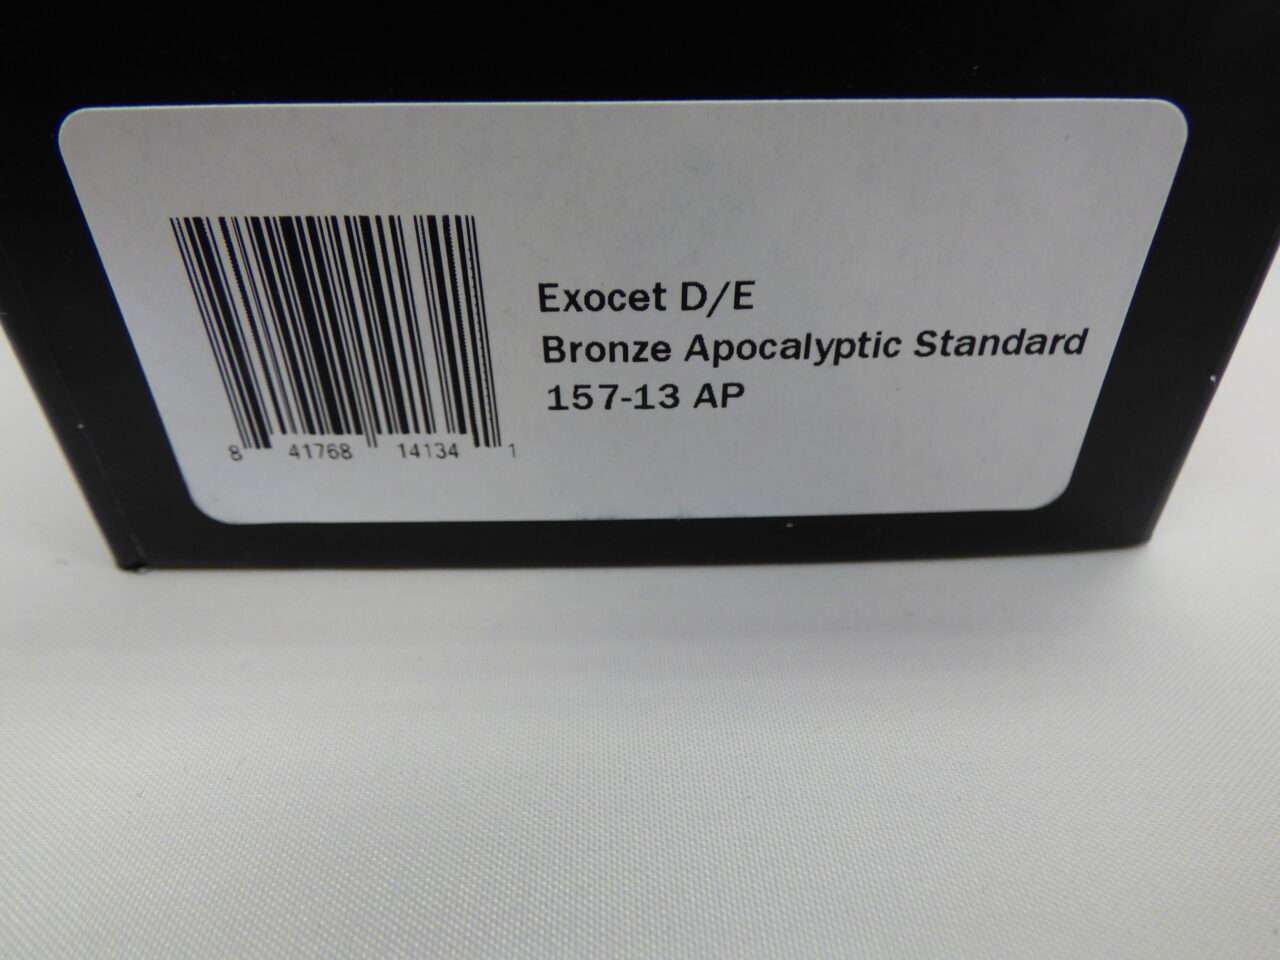 Exocet D/E
Bronze Apocalyptic Standard
157-13 AP
8 41768 14134 1